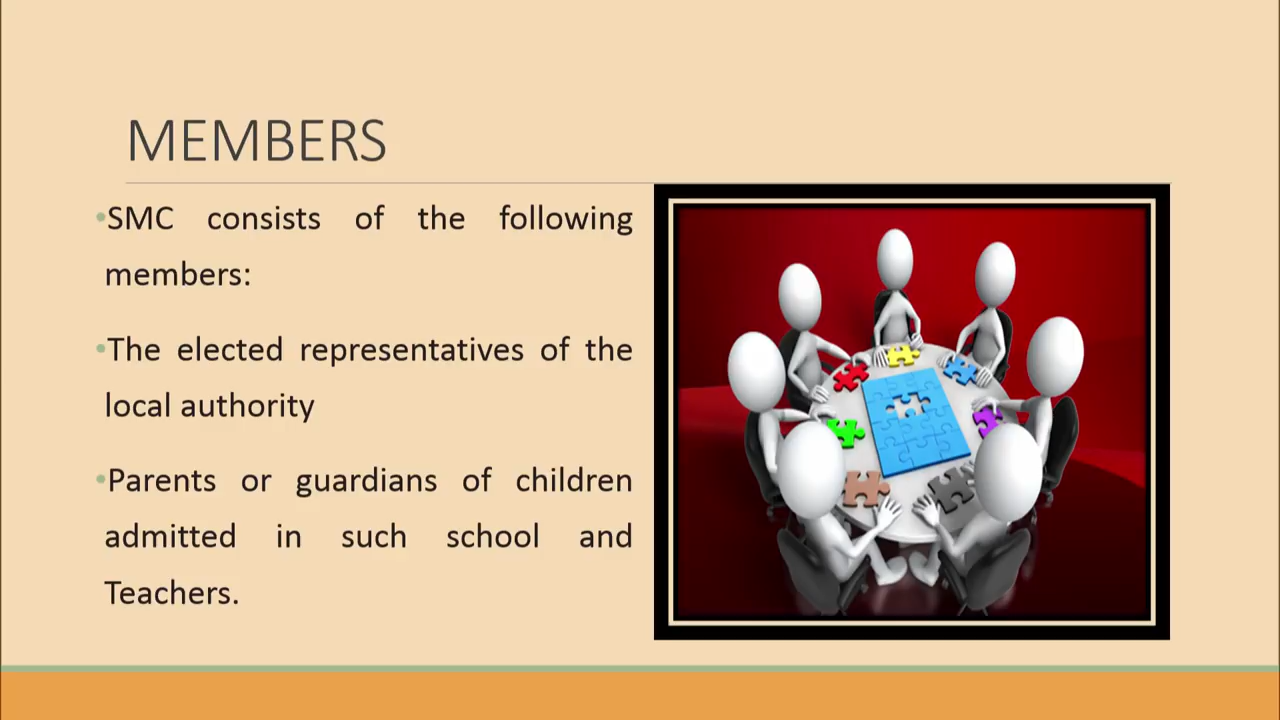 MEMBERS
•SMC consists of the following
members:
•The elected representatives of the
local authority
•Parents or guardians of children
admitted in such school and
Teachers.